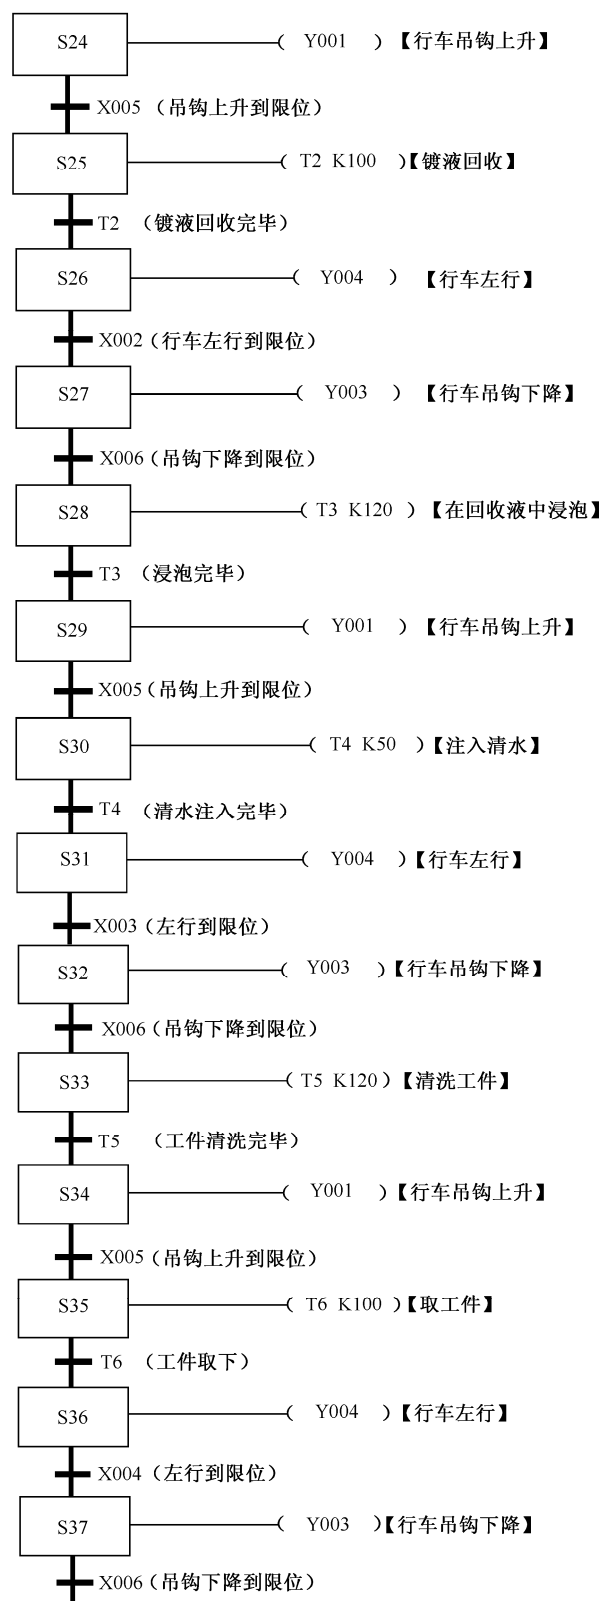 S24 ( Y001 )【行车吊钩上升】
X005（吊钩上升到限位）
S25 ( T2 K100 )【镀液回收】
T2 （镀液回收完毕）
S26 ( Y004 ) 【行车左行】
X002（行车左行到限位）
S27 ( Y003 ) 【行车吊钩下降】
X006（吊钩下降到限位）
S28 ( T3 K120 )【在回收液中浸泡】
T3 （浸泡完毕）
S29 ( Y001 ) 【行车吊钩上升】
X005（吊钩上升到限位）
S30 ( T4 K50 )【注入清水】
T4 （清水注入完毕）
S31 ( Y004 )【行车左行】
X003（左行到限位）
S32 ( Y003 )【行车吊钩下降】
X006（吊钩下降到限位）
S33 ( T5 K120 )【清洗工件】
T5 （工件清洗完毕）
S34 ( Y001 )【行车吊钩上升】
X005（吊钩上升到限位）
S35 ( T6 K100 )【取工件】
T6 （工件取下）
S36 ( Y004 )【行车左行】
X004（左行到限位）
S37 ( Y003 )【行车吊钩下降】
X006（吊钩下降到限位）